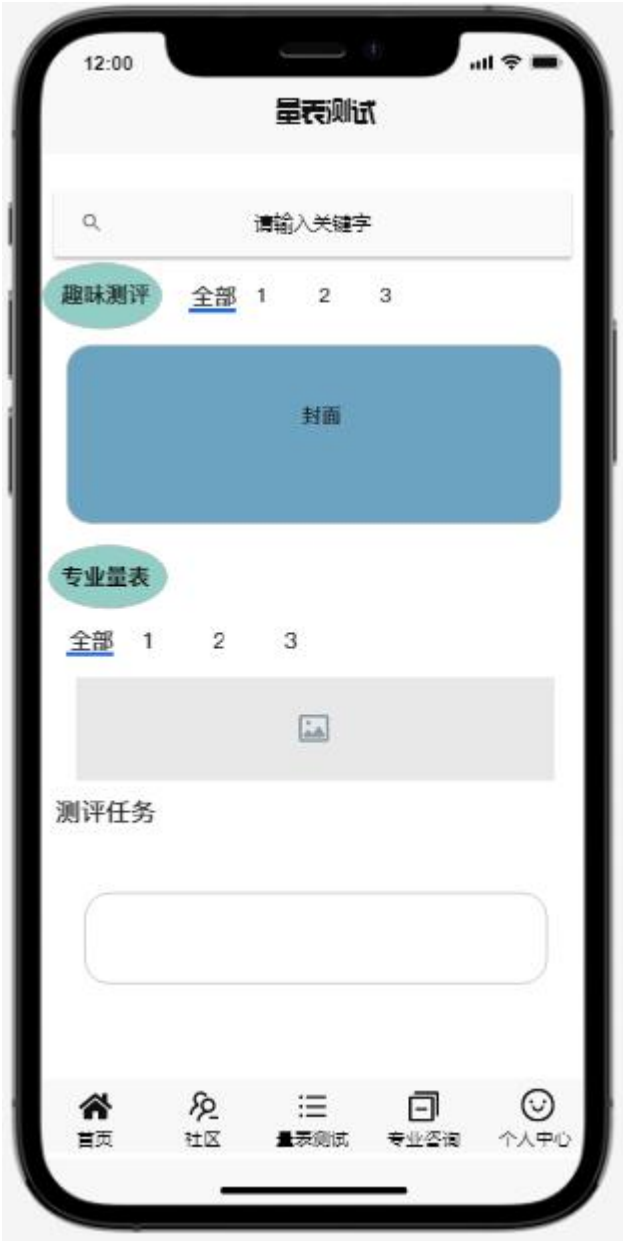 12:00
量表测试
请输入关键字
趣味测评 全部 1 2 3
封面
专业量表
全部 1 2 3
测评任务
首页 社区 量表测试 专业咨询 个人中心